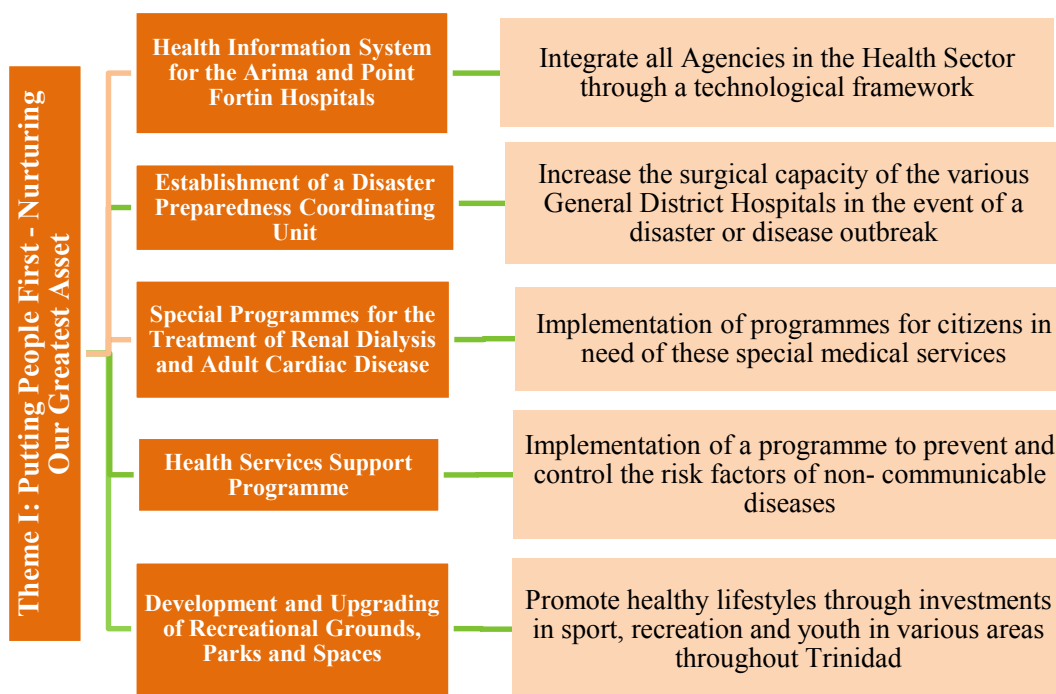 Theme I: Putting People First - Nurturing
Our Greatest Asset
Health Information System
for the Arima and Point
Fortin Hospitals
Integrate all Agencies in the Health Sector
through a technological framework
Establishment of a Disaster
Preparedness Coordinating
Unit
Increase the surgical capacity of the various
General District Hospitals in the event of a
disaster or disease outbreak
Special Programmes for the
Treatment of Renal Dialysis
and Adult Cardiac Disease
Implementation of programmes for citizens in
need of these special medical services
Health Services Support
Programme
Implementation of a programme to prevent and
control the risk factors of non- communicable
diseases
Development and Upgrading
of Recreational Grounds,
Parks and Spaces
Promote healthy lifestyles through investments
in sport, recreation and youth in various areas
throughout Trinidad